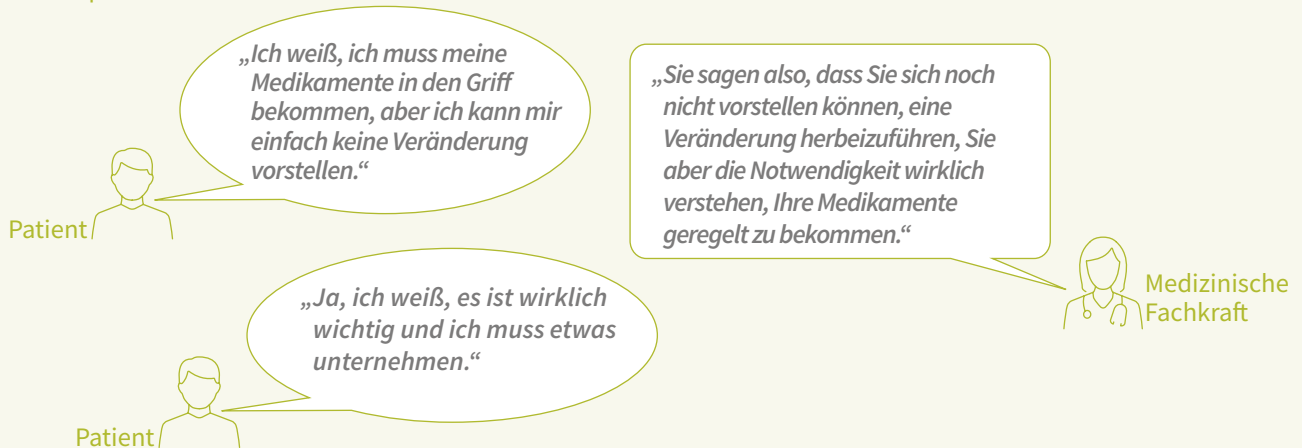 „Ich weiß, ich muss meine
Medikamente in den Griff
bekommen, aber ich kann mir
einfach keine Veränderung
vorstellen.“
Patient
„Sie sagen also, dass Sie sich noch
nicht vorstellen können, eine
Veränderung herbeizuführen, Sie
aber die Notwendigkeit wirklich
verstehen, Ihre Medikamente
geregelt zu bekommen.“
Medizinische
Fachkraft
„Ja, ich weiß, es ist wirklich
wichtig und ich muss etwas
unternehmen.“
Patient